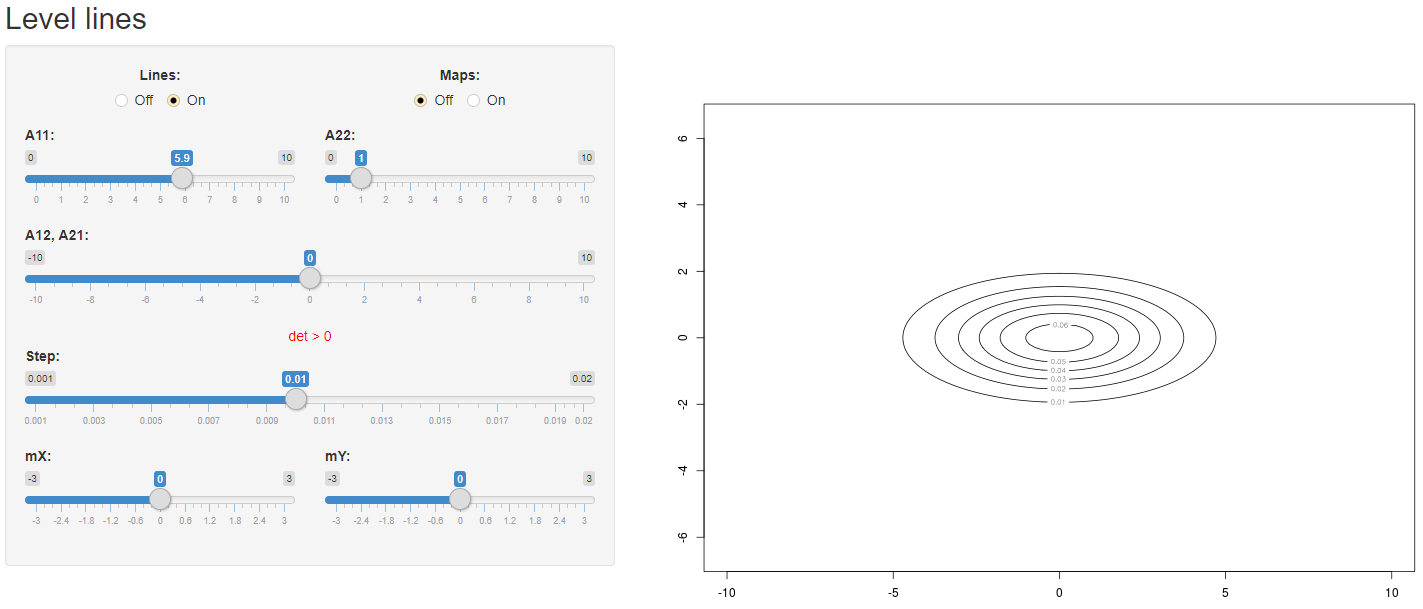 Level lines
Lines:
Off On
Maps:
Off On
A11:
0 5.9 10
0 1 2 3 4 5 6 7 8 9 10
A22:
0 1 10
0 1 2 3 4 5 6 7 8 9 10
A12, A21:
-10 0 10
-10 -8 -6 -4 -2 0 2 4 6 8 10
det > 0
Step:
0.001 0.01 0.02
0.001 0.003 0.005 0.007 0.009 0.011 0.013 0.015 0.017 0.019 0.02
mX:
-3 0 3
-3 -2.4 -1.8 -1.2 -0.6 0 0.6 1.2 1.8 2.4 3
mY:
-3 0 3
-3 -2.4 -1.8 -1.2 -0.6 0 0.6 1.2 1.8 2.4 3
6
4
2
0
-2
-4
-6
0.06
0.05
0.04
0.03
0.02
0.01
-10 -5 0 5 10